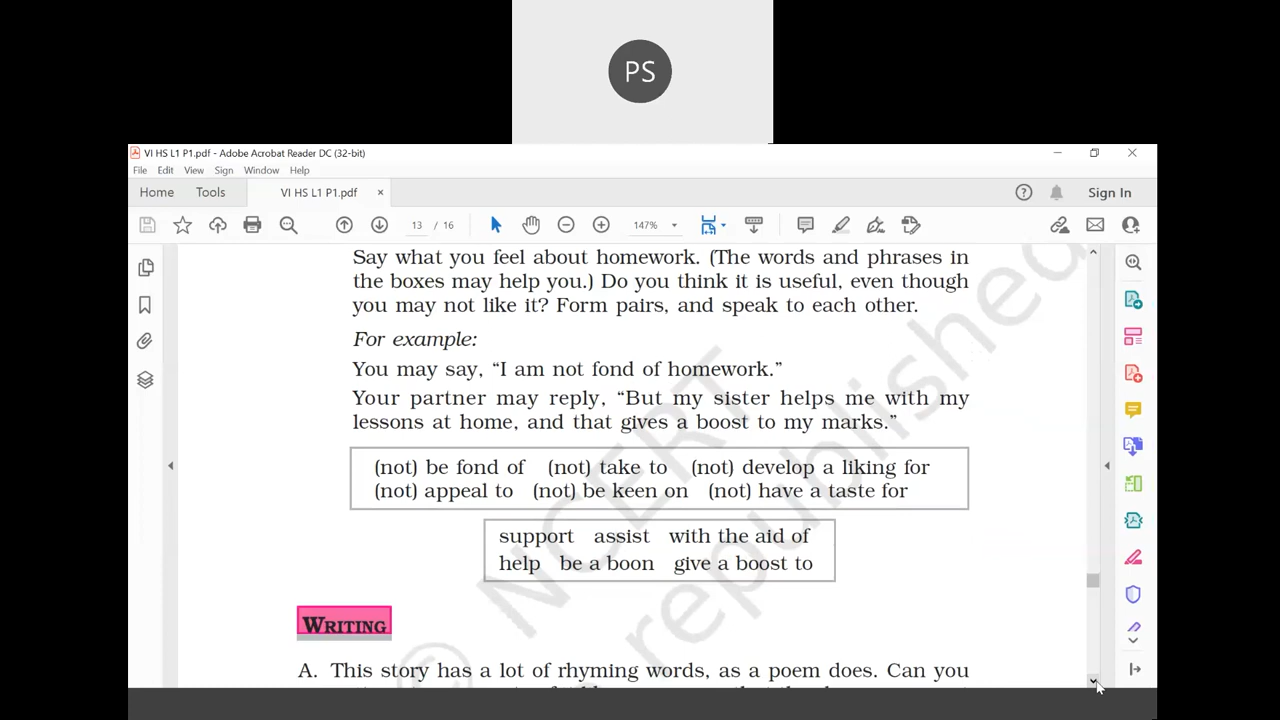 PS
VI HS L1 P1.pdf - Adobe Acrobat Reader DC (32-bit)
File Edit View Sign Window Help
Home Tools VI HS L1 P1.pdf × Sign In
13 / 16 147%
Say what you feel about homework. (The words and phrases in
the boxes may help you.) Do you think it is useful, even though
you may not like it? Form pairs, and speak to each other.
For example:
You may say, “I am not fond of homework.”
Your partner may reply, “But my sister helps me with my
lessons at home, and that gives a boost to my marks.”
(not) be fond of (not) take to (not) develop a liking for
(not) appeal to (not) be keen on (not) have a taste for
support assist with the aid of
help be a boon give a boost to
WRITING
A. This story has a lot of rhyming words, as a poem does. Can you
© NCERT
republished